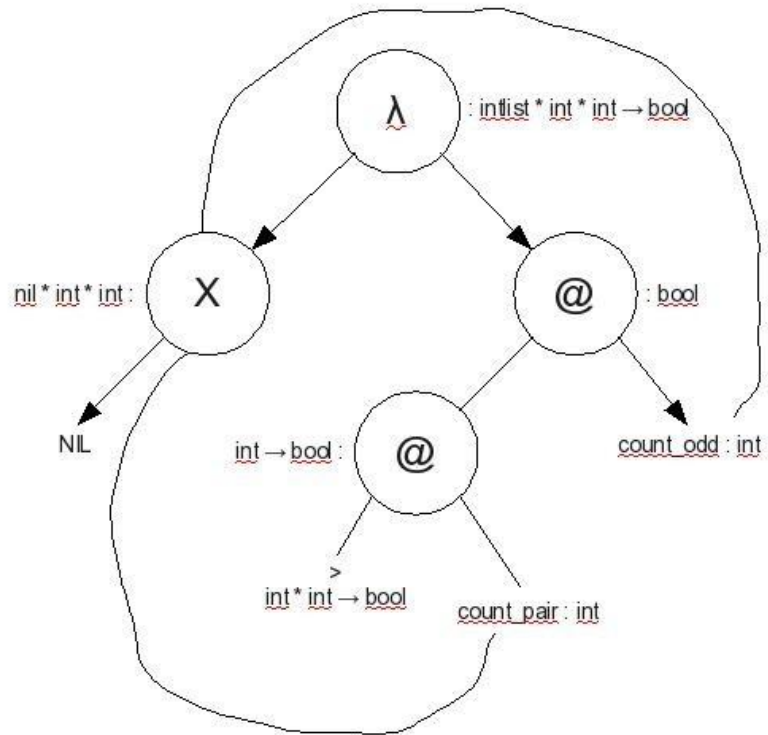 λ
: intlist * int * int → bool
nil * int * int :
X
@
: bool
NIL
int → bool :
@
count_odd : int
>
int * int → bool
count_pair : int